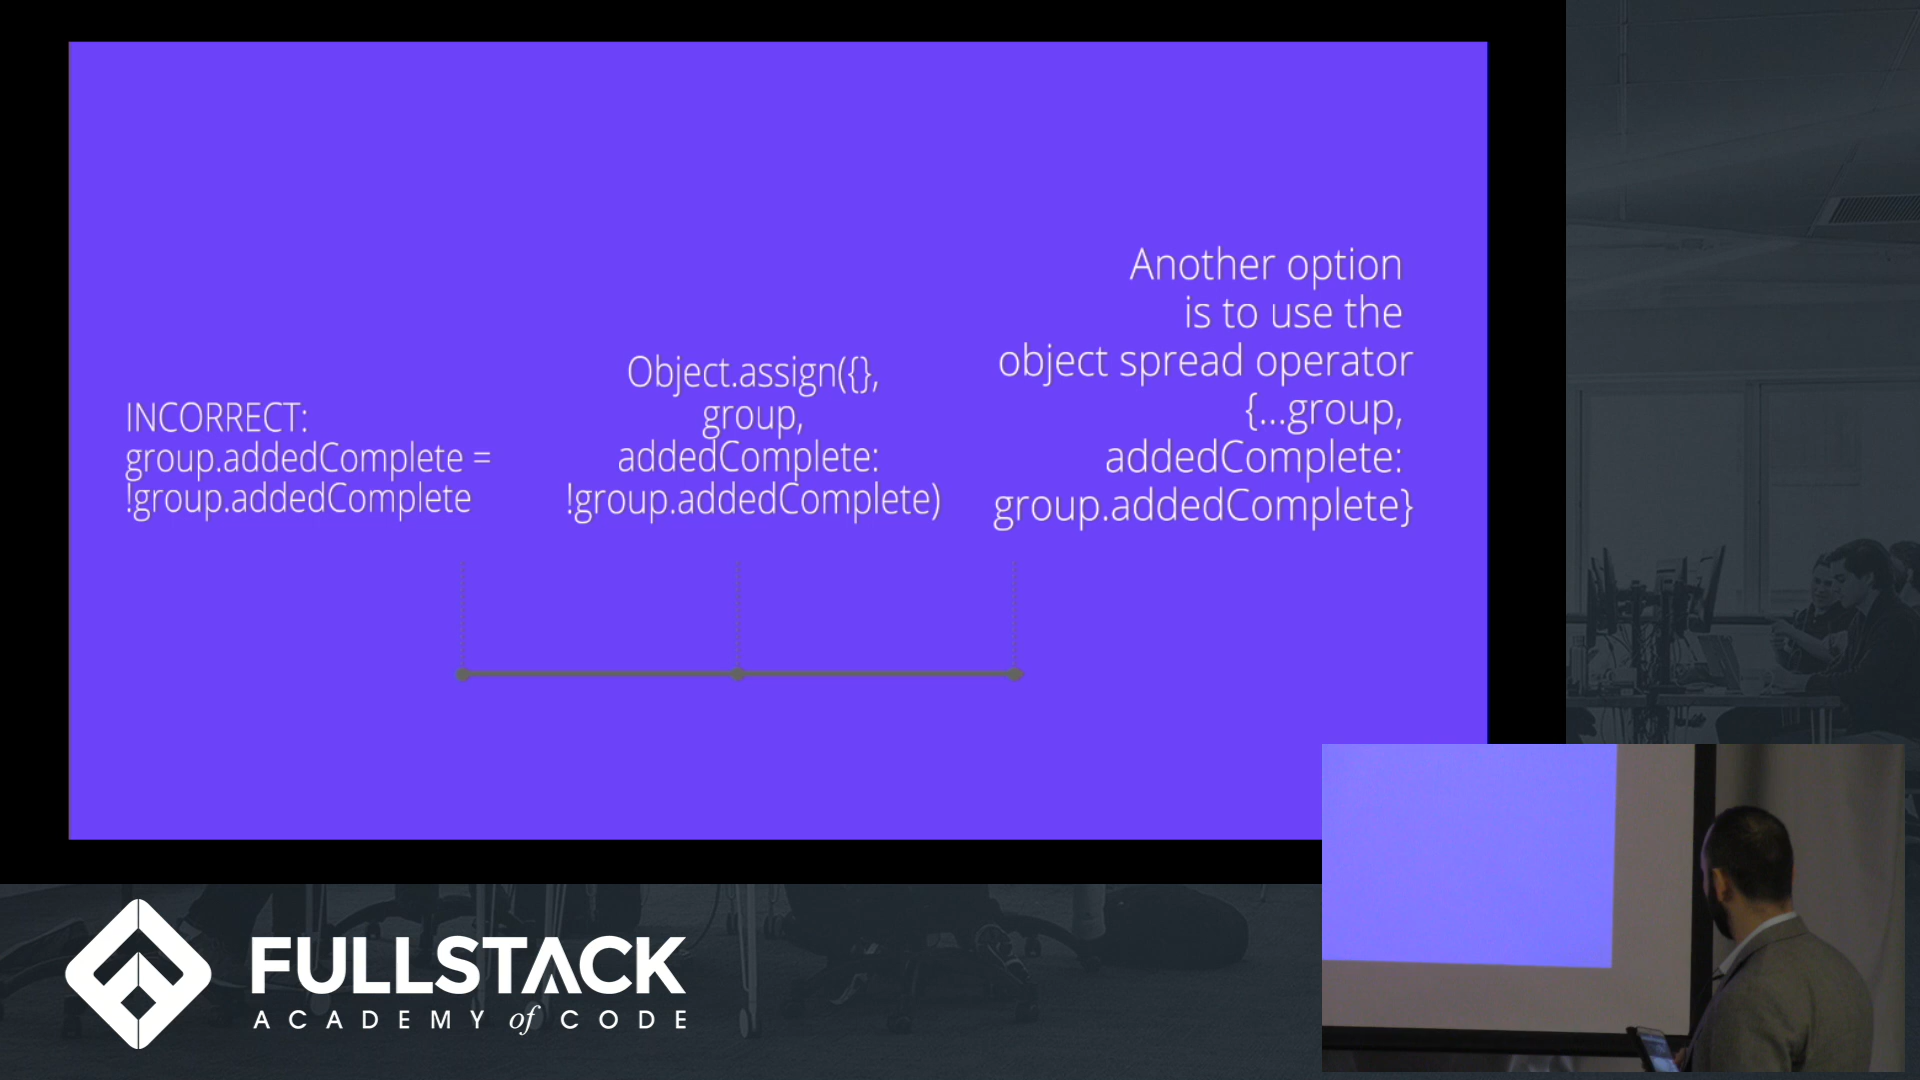 INCORRECT:
group.addedComplete =
!group.addedComplete
Object.assign({},
group,
addedComplete:
!group.addedComplete)
Another option
is to use the
object spread operator
{...group,
addedComplete:
group.addedComplete}
FULLSTACK
ACADEMY of CODE